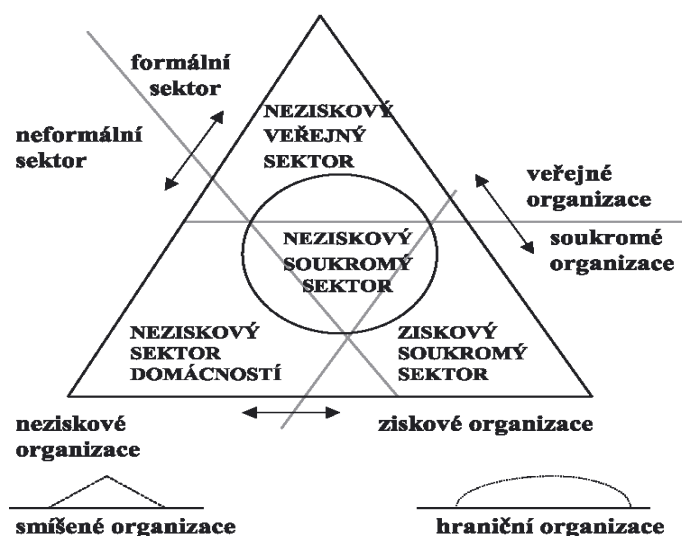 formální
sektor
neformální
sektor
NEZISKOVÝ
VEŘEJNÝ
SEKTOR
veřejné
organizace
soukromé
organizace
NEZISKOVÝ
SOUKROMÝ
SEKTOR
NEZISKOVÝ
SEKTOR
DOMÁCNOSTÍ
ZISKOVÝ
SOUKROMÝ
SEKTOR
neziskové
organizace
ziskové organizace
smíšené organizace
hraniční organizace